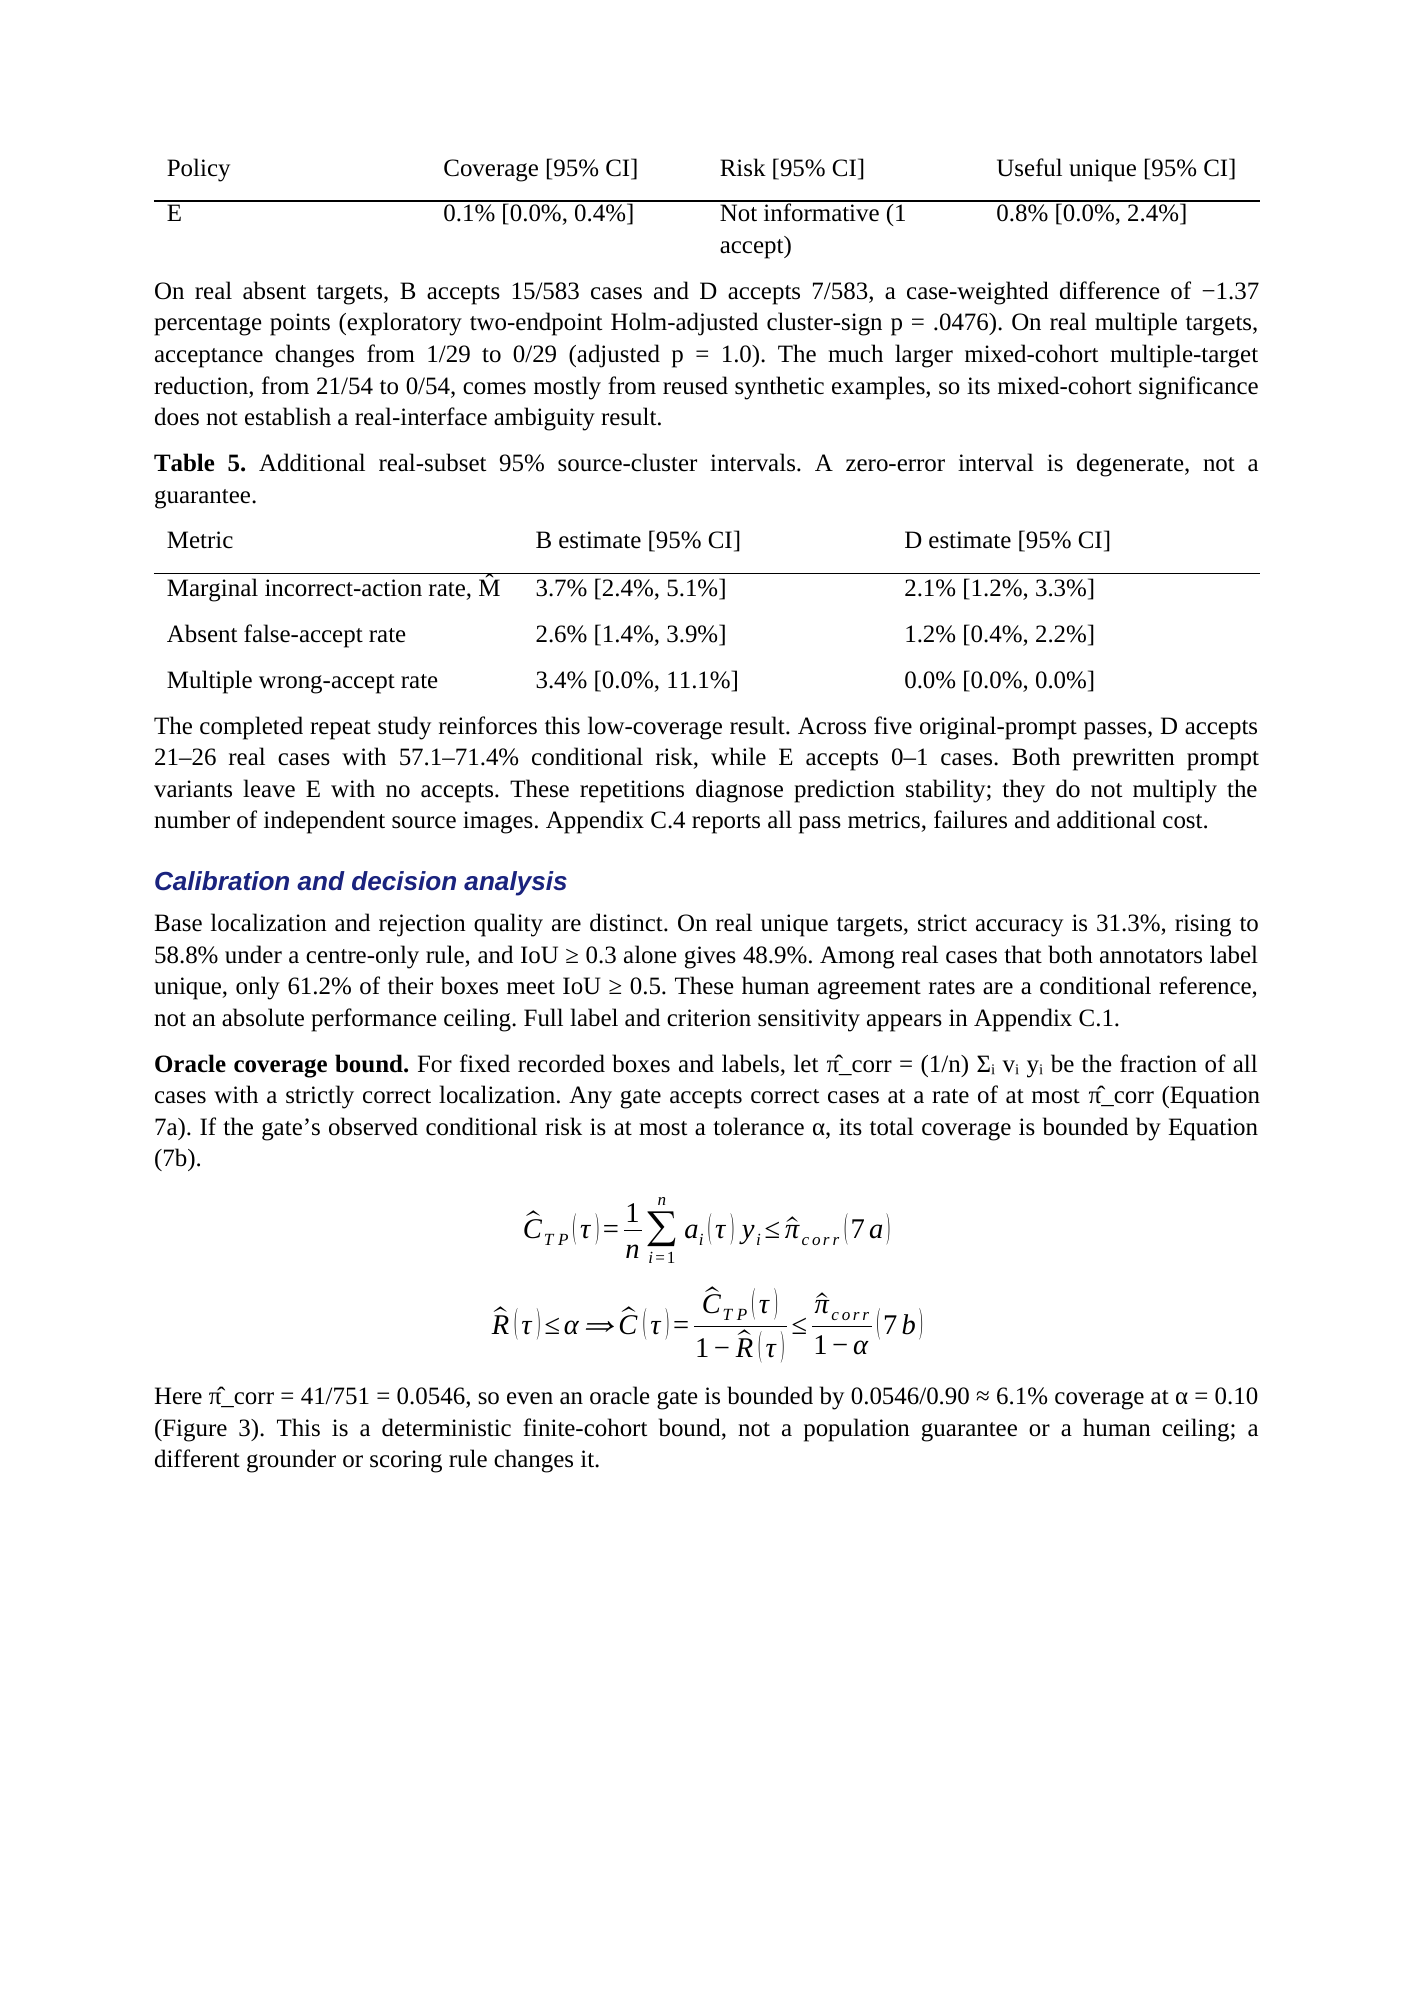 Policy Coverage [95% CI] Risk [95% CI] Useful unique [95% CI]
E 0.1% [0.0%, 0.4%] Not informative (1 accept) 0.8% [0.0%, 2.4%]
On real absent targets, B accepts 15/583 cases and D accepts 7/583, a case-weighted difference of −1.37
percentage points (exploratory two-endpoint Holm-adjusted cluster-sign p = .0476). On real multiple targets,
acceptance changes from 1/29 to 0/29 (adjusted p = 1.0). The much larger mixed-cohort multiple-target
reduction, from 21/54 to 0/54, comes mostly from reused synthetic examples, so its mixed-cohort significance
does not establish a real-interface ambiguity result.
Table 5. Additional real-subset 95% source-cluster intervals. A zero-error interval is degenerate, not a
guarantee.
Metric B estimate [95% CI] D estimate [95% CI]
Marginal incorrect-action rate, M̂ 3.7% [2.4%, 5.1%] 2.1% [1.2%, 3.3%]
Absent false-accept rate 2.6% [1.4%, 3.9%] 1.2% [0.4%, 2.2%]
Multiple wrong-accept rate 3.4% [0.0%, 11.1%] 0.0% [0.0%, 0.0%]
The completed repeat study reinforces this low-coverage result. Across five original-prompt passes, D accepts
21–26 real cases with 57.1–71.4% conditional risk, while E accepts 0–1 cases. Both prewritten prompt
variants leave E with no accepts. These repetitions diagnose prediction stability; they do not multiply the
number of independent source images. Appendix C.4 reports all pass metrics, failures and additional cost.
Calibration and decision analysis
Base localization and rejection quality are distinct. On real unique targets, strict accuracy is 31.3%, rising to
58.8% under a centre-only rule, and IoU ≥ 0.3 alone gives 48.9%. Among real cases that both annotators label
unique, only 61.2% of their boxes meet IoU ≥ 0.5. These human agreement rates are a conditional reference,
not an absolute performance ceiling. Full label and criterion sensitivity appears in Appendix C.1.
Oracle coverage bound. For fixed recorded boxes and labels, let π̂_corr = (1/n) Σᵢ vᵢ yᵢ be the fraction of all
cases with a strictly correct localization. Any gate accepts correct cases at a rate of at most π̂_corr (Equation
7a). If the gate’s observed conditional risk is at most a tolerance α, its total coverage is bounded by Equation
(7b).
Ĉ_TP(τ) = 1/n ∑_{i=1}^{n} a_i(τ) y_i ≤ π̂_corr (7a)
R̂(τ) ≤ α ⟹ Ĉ(τ) = Ĉ_TP(τ) / (1 − R̂(τ)) ≤ π̂_corr / (1 − α) (7b)
Here π̂_corr = 41/751 = 0.0546, so even an oracle gate is bounded by 0.0546/0.90 ≈ 6.1% coverage at α = 0.10
(Figure 3). This is a deterministic finite-cohort bound, not a population guarantee or a human ceiling; a
different grounder or scoring rule changes it.